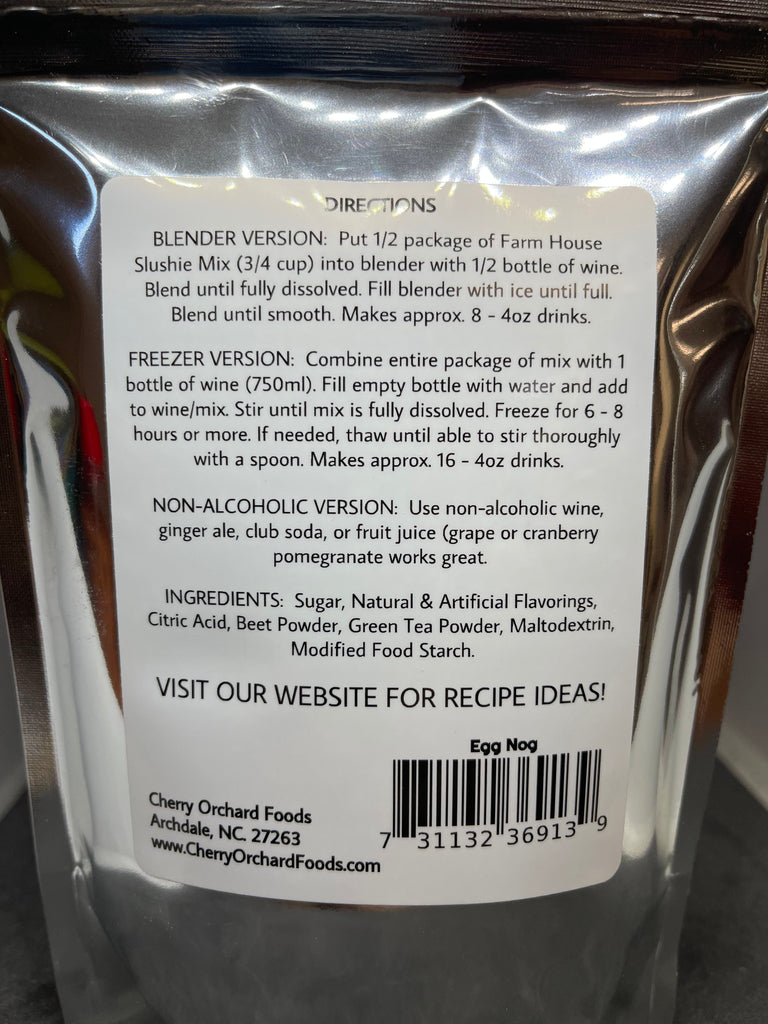 DIRECTIONS
BLENDER VERSION: Put 1/2 package of Farm House
Slushie Mix (3/4 cup) into blender with 1/2 bottle of wine.
Blend until fully dissolved. Fill blender with ice until full.
Blend until smooth. Makes approx. 8 - 4oz drinks.
FREEZER VERSION: Combine entire package of mix with 1
bottle of wine (750ml). Fill empty bottle with water and add
to wine/mix. Stir until mix is fully dissolved. Freeze for 6 - 8
hours or more. If needed, thaw until able to stir thoroughly
with a spoon. Makes approx. 16 - 4oz drinks.
NON-ALCOHOLIC VERSION: Use non-alcoholic wine,
ginger ale, club soda, or fruit juice (grape or cranberry
pomegranate works great.
INGREDIENTS: Sugar, Natural & Artificial Flavorings,
Citric Acid, Beet Powder, Green Tea Powder, Maltodextrin,
Modified Food Starch.
VISIT OUR WEBSITE FOR RECIPE IDEAS!
Egg Nog
7 31132 36913 9
Cherry Orchard Foods
Archdale, NC. 27263
www.CherryOrchardFoods.com